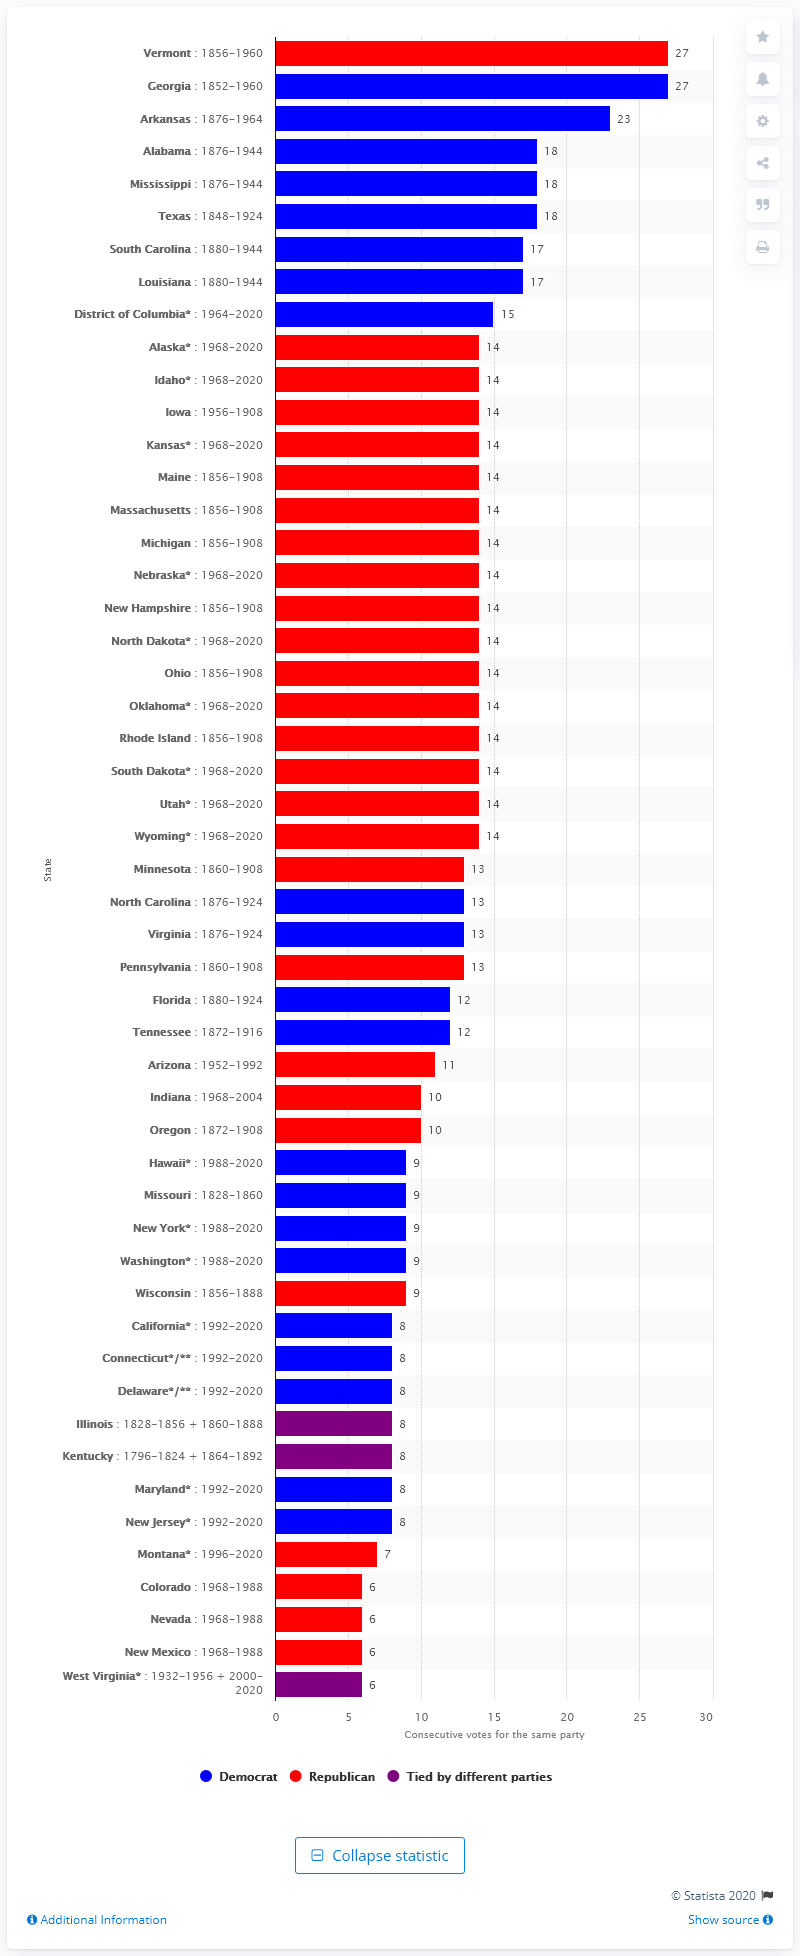 Vermont : 1856-1960 27
Georgia : 1852-1960 27
Arkansas : 1876-1964 23
Alabama : 1876-1944 18
Mississippi : 1876-1944 18
Texas : 1848-1924 18
South Carolina : 1880-1944 17
Louisiana : 1880-1944 17
District of Columbia* : 1964-2020 15
Alaska* : 1968-2020 14
Idaho* : 1968-2020 14
Iowa : 1956-1908 14
Kansas* : 1968-2020 14
Maine : 1856-1908 14
Massachusetts : 1856-1908 14
Michigan : 1856-1908 14
Nebraska* : 1968-2020 14
New Hampshire : 1856-1908 14
North Dakota* : 1968-2020 14
Ohio : 1856-1908 14
Oklahoma* : 1968-2020 14
Rhode Island : 1856-1908 14
South Dakota* : 1968-2020 14
Utah* : 1968-2020 14
Wyoming* : 1968-2020 14
Minnesota : 1860-1908 13
North Carolina : 1876-1924 13
Virginia : 1876-1924 13
Pennsylvania : 1860-1908 13
Florida : 1880-1924 12
Tennessee : 1872-1916 12
Arizona : 1952-1992 11
Indiana : 1968-2004 10
Oregon : 1872-1908 10
Hawaii* : 1988-2020 9
Missouri : 1828-1860 9
New York* : 1988-2020 9
Washington* : 1988-2020 9
Wisconsin : 1856-1888 9
California* : 1992-2020 8
Connecticut*/** : 1992-2020 8
Delaware*/** : 1992-2020 8
Illinois : 1828-1856 + 1860-1888 8
Kentucky : 1796-1824 + 1864-1892 8
Maryland* : 1992-2020 8
New Jersey* : 1992-2020 8
Montana* : 1996-2020 7
Colorado : 1968-1988 6
Nevada : 1968-1988 6
New Mexico : 1968-1988 6
West Virginia* : 1932-1956 + 2000-
2020 6
State
0 5 10 15 20 25 30
Consecutive votes for the same party
Democrat Republican Tied by different parties
Collapse statistic
© Statista 2020
Additional Information Show source